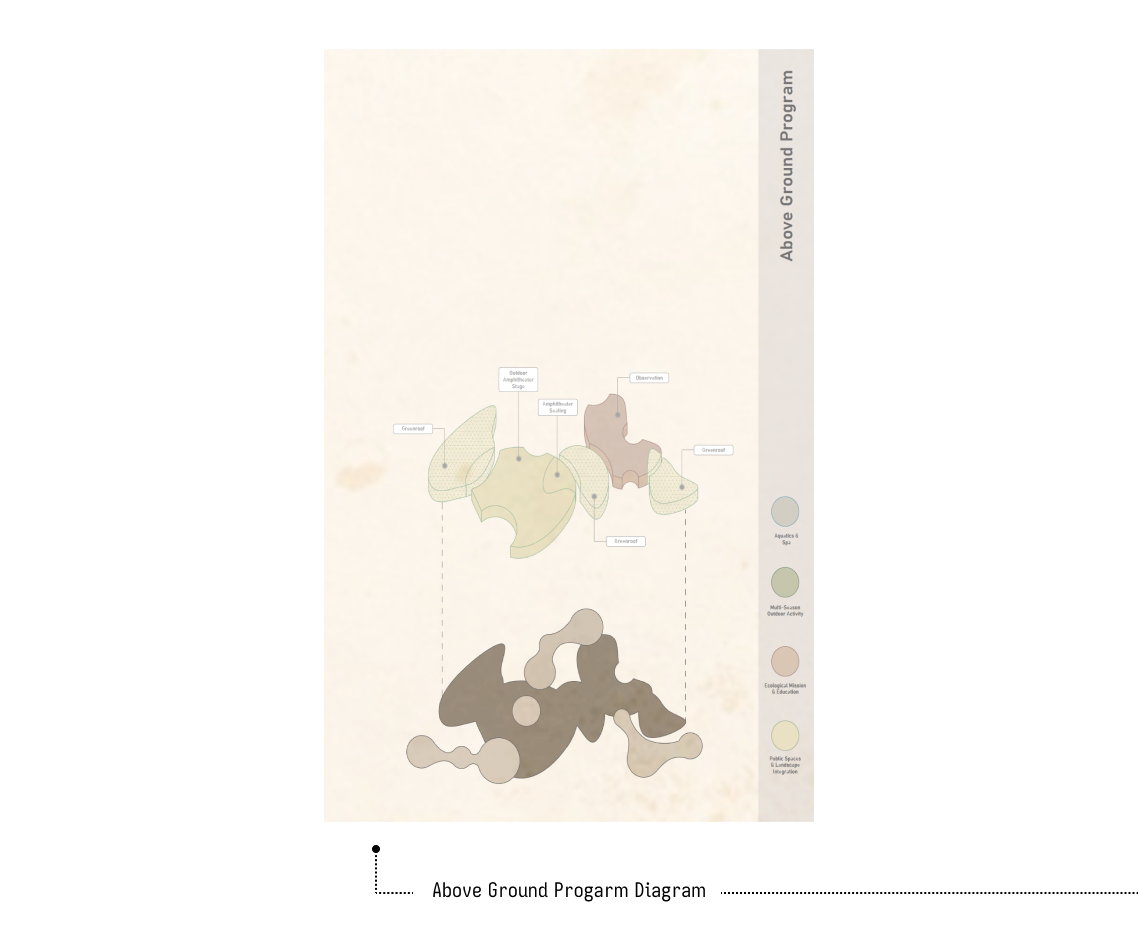 Above Ground Program
Outdoor
Amphitheater
Stage
Observation
Amphitheater
Seating
Greenroof
Greenroof
Greenroof
Aquatics &
Spa
Multi-Season
Outdoor Activity
Ecological Mission
& Education
Public Spaces
& Landscape
Integration
Above Ground Progarm Diagram